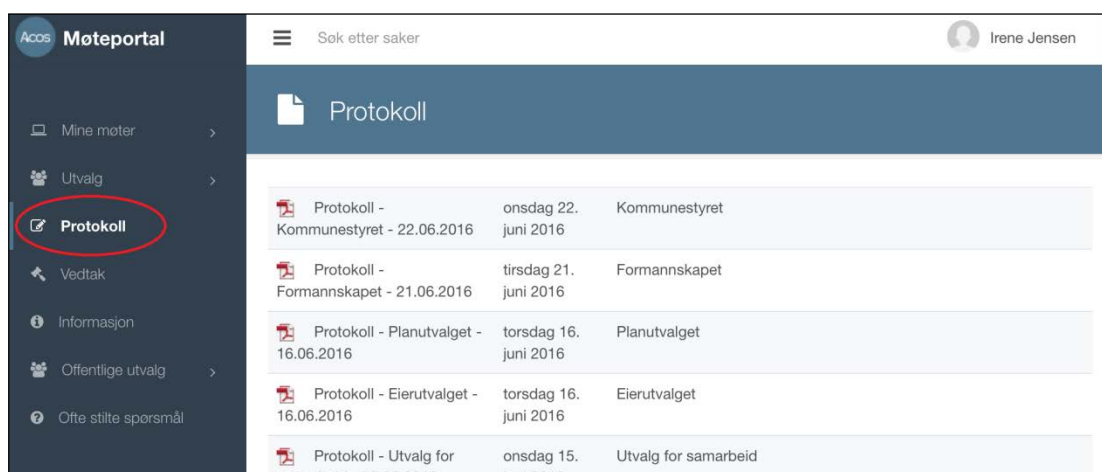 Acos Møteportal
Søk etter saker
Irene Jensen
Mine møter
Utvalg
Protokoll
Vedtak
Informasjon
Offentlige utvalg
Ofte stilte spørsmål
Protokoll
Protokoll - onsdag 22. Kommunestyret
Kommunestyret - 22.06.2016 juni 2016
Protokoll - tirsdag 21. Formannskapet
Formannskapet - 21.06.2016 juni 2016
Protokoll - Planutvalget - torsdag 16. Planutvalget
16.06.2016 juni 2016
Protokoll - Eierutvalget - torsdag 16. Eierutvalget
16.06.2016 juni 2016
Protokoll - Utvalg for onsdag 15. Utvalg for samarbeid